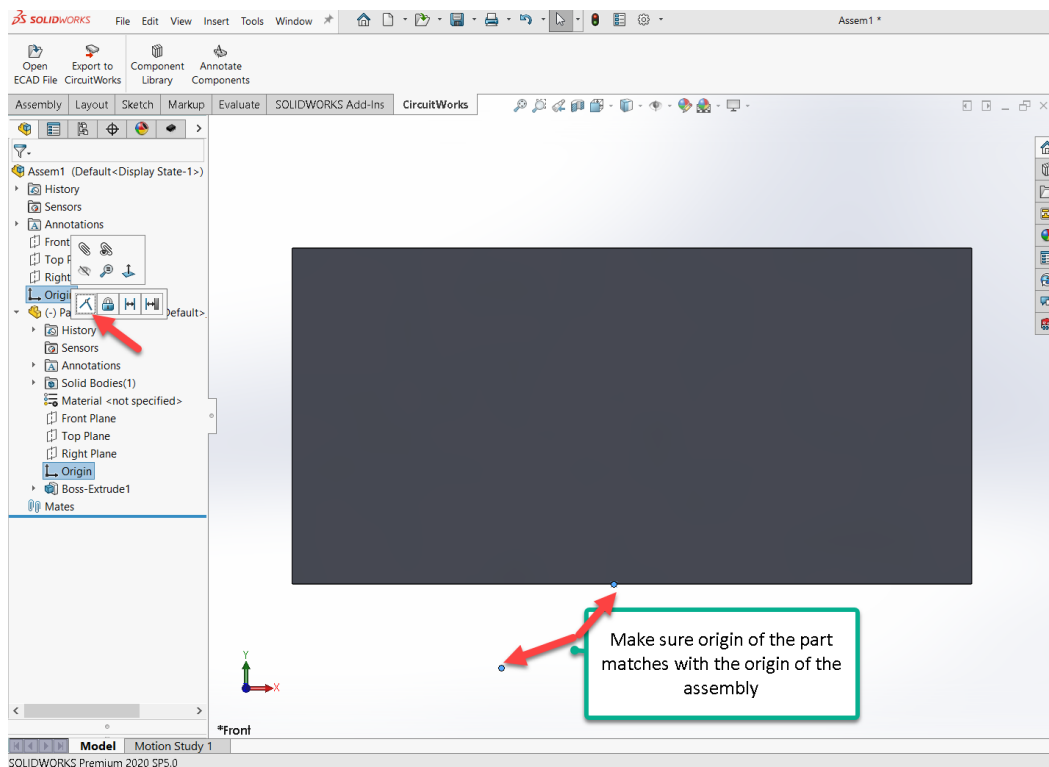 SOLIDWORKS File Edit View Insert Tools Window Assem1 *
Open Export to Component Annotate
ECAD File CircuitWorks Library Components
Assembly Layout Sketch Markup Evaluate SOLIDWORKS Add-Ins CircuitWorks
Assem1 (Default<Display State-1>)
History
Sensors
Annotations
Front
Top P
Right
Origi
(-) Pa Default>
History
Sensors
Annotations
Solid Bodies(1)
Material <not specified>
Front Plane
Top Plane
Right Plane
Origin
Boss-Extrude1
Mates
Make sure origin of the part
matches with the origin of the
assembly
Y
X
*Front
Model Motion Study 1
SOLIDWORKS Premium 2020 SP5.0